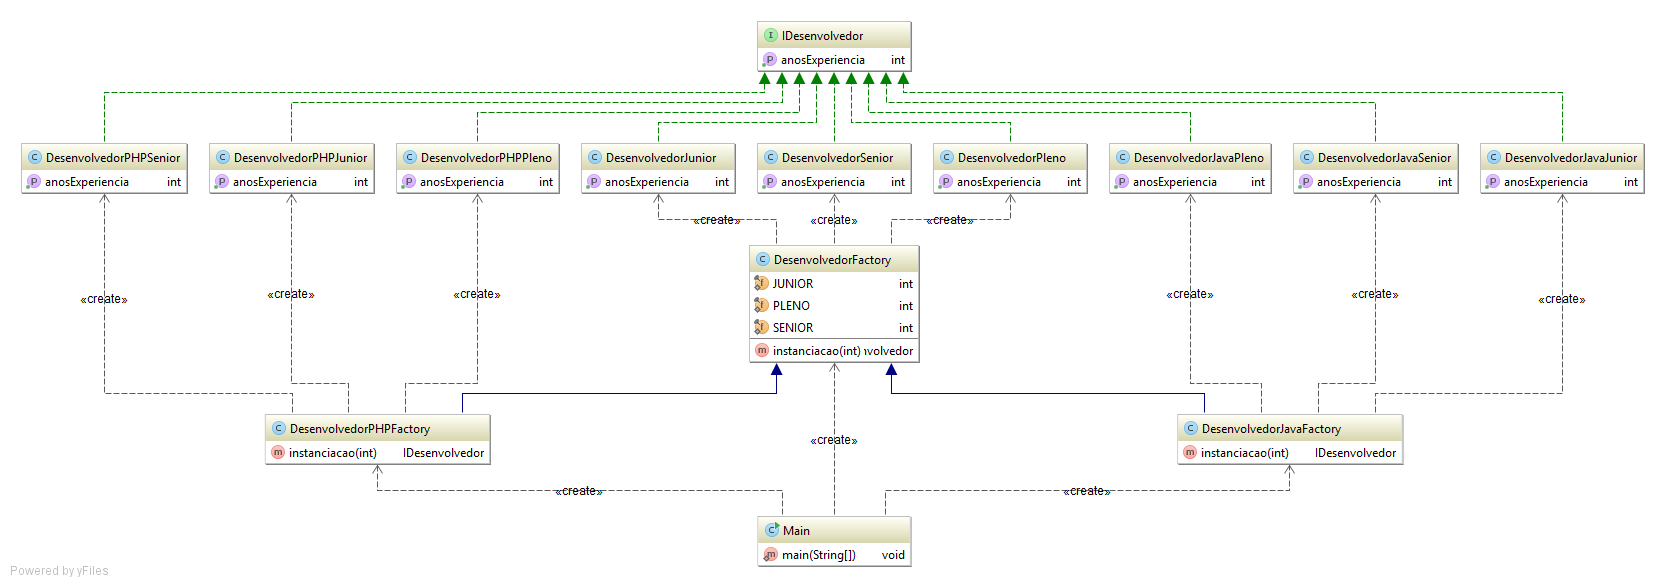 I IDesenvolvedor
P anosExperiencia int
C DesenvolvedorPHPSenior
P anosExperiencia int
C DesenvolvedorPHPJunior
P anosExperiencia int
C DesenvolvedorPHPPleno
P anosExperiencia int
C DesenvolvedorJunior
P anosExperiencia int
C DesenvolvedorSenior
P anosExperiencia int
C DesenvolvedorPleno
P anosExperiencia int
C DesenvolvedorJavaPleno
P anosExperiencia int
C DesenvolvedorJavaSenior
P anosExperiencia int
C DesenvolvedorJavaJunior
P anosExperiencia int
«create»
«create»
«create»
C DesenvolvedorFactory
f JUNIOR int
f PLENO int
f SENIOR int
m instanciacao(int) nvolvedor
«create»
«create»
«create»
«create»
«create»
«create»
C DesenvolvedorPHPFactory
m instanciacao(int) IDesenvolvedor
«create»
C DesenvolvedorJavaFactory
m instanciacao(int) IDesenvolvedor
«create»
«create»
C Main
m main(String[]) void
Powered by yFiles